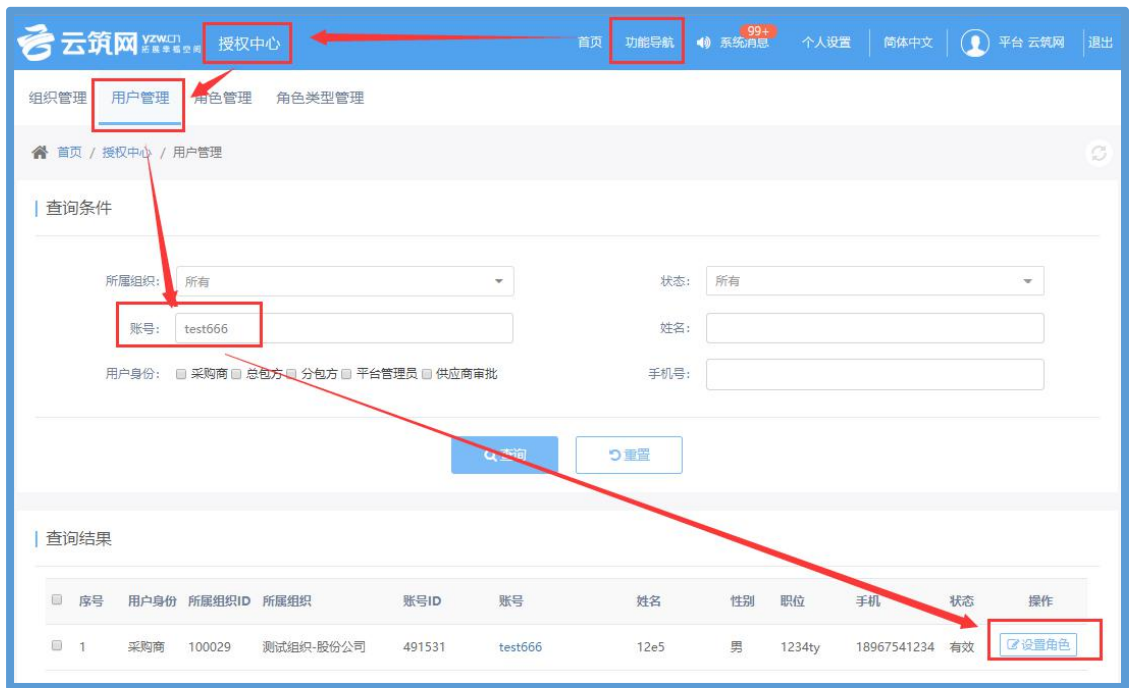 云筑网 YZW.CN 拓展幸福空间 授权中心 首页 功能导航 系统消息 99+ 个人设置 简体中文 平台 云筑网 退出
组织管理 用户管理 角色管理 角色类型管理
首页 / 授权中心 / 用户管理
查询条件
所属组织: 所有 状态: 所有
账号: test666 姓名:
用户身份: 采购商 总包方 分包方 平台管理员 供应商审批 手机号:
查询 重置
查询结果
序号 用户身份 所属组织ID 所属组织 账号ID 账号 姓名 性别 职位 手机 状态 操作
1 采购商 100029 测试组织-股份公司 491531 test666 12e5 男 1234ty 18967541234 有效 设置角色